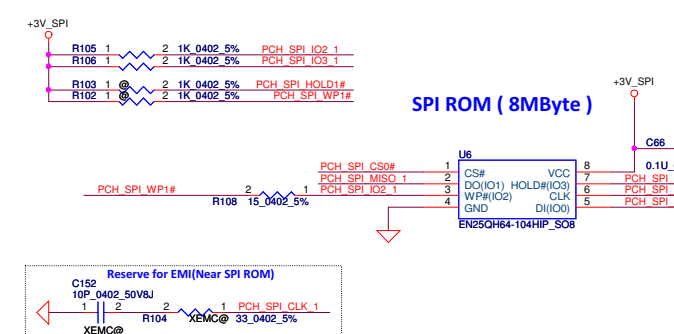 +3V_SPI
R105 1 2 1K_0402_5% PCH_SPI_IO2_1
R106 1 2 1K_0402_5% PCH_SPI_IO3_1
R103 1 @ 2 1K_0402_5% PCH_SPI_HOLD1#
R102 1 @ 2 1K_0402_5% PCH_SPI_WP1#
+3V_SPI
SPI ROM ( 8MByte )
C66
U6
0.1U_
PCH_SPI_CS0# 1 CS# VCC 8
PCH_SPI_MISO_1 2 DO(IO1) HOLD#(IO3) 7 PCH_SPI
PCH_SPI_WP1# 2 1 PCH_SPI_IO2_1 3 WP#(IO2) CLK 6 PCH_SPI
R108 15_0402_5% 4 GND DI(IO0) 5 PCH_SPI
EN25QH64-104HIP_SO8
Reserve for EMI(Near SPI ROM)
C152
10P_0402_50V8J
1 2 2 1 PCH_SPI_CLK_1
R104 XEMC@ 33_0402_5%
XEMC@